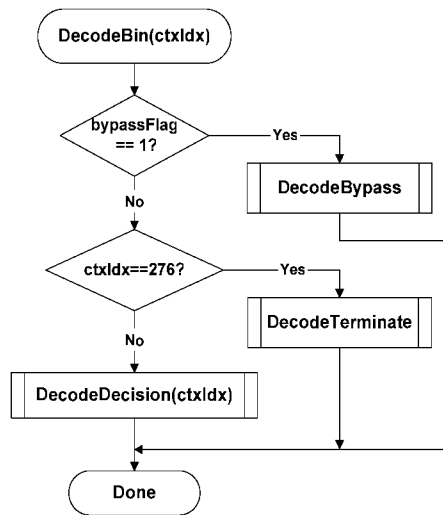 DecodeBin(ctxIdx)
bypassFlag
== 1?
Yes
DecodeBypass
No
ctxIdx==276?
Yes
DecodeTerminate
No
DecodeDecision(ctxIdx)
Done